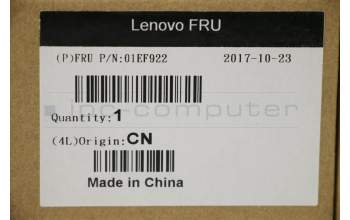 Lenovo FRU
(P)FRU P/N:01EF922 2017-10-23
ipc-computer
Quantity:1
(4L)Origin:CN
Made in China